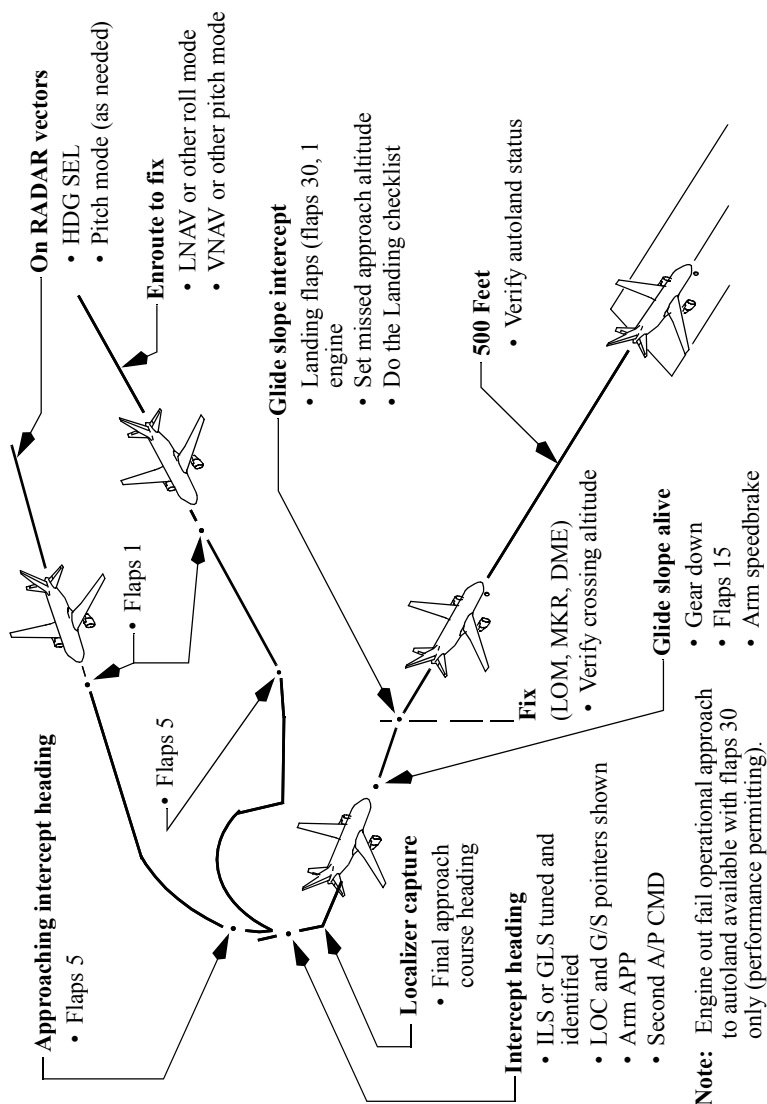 On RADAR vectors
• HDG SEL
• Pitch mode (as needed)
Enroute to fix
• LNAV or other roll mode
• VNAV or other pitch mode
• Flaps 1
Approaching intercept heading
• Flaps 5
• Flaps 5
Localizer capture
• Final approach
course heading
Intercept heading
• ILS or GLS tuned and
identified
• LOC and G/S pointers shown
• Arm APP
• Second A/P CMD
Glide slope intercept
• Landing flaps (flaps 30, 1
engine
• Set missed approach altitude
• Do the Landing checklist
Fix
(LOM, MKR, DME)
• Verify crossing altitude
Glide slope alive
• Gear down
• Flaps 15
• Arm speedbrake
500 Feet
• Verify autoland status
Note: Engine out fail operational approach
to autoland available with flaps 30
only (performance permitting).